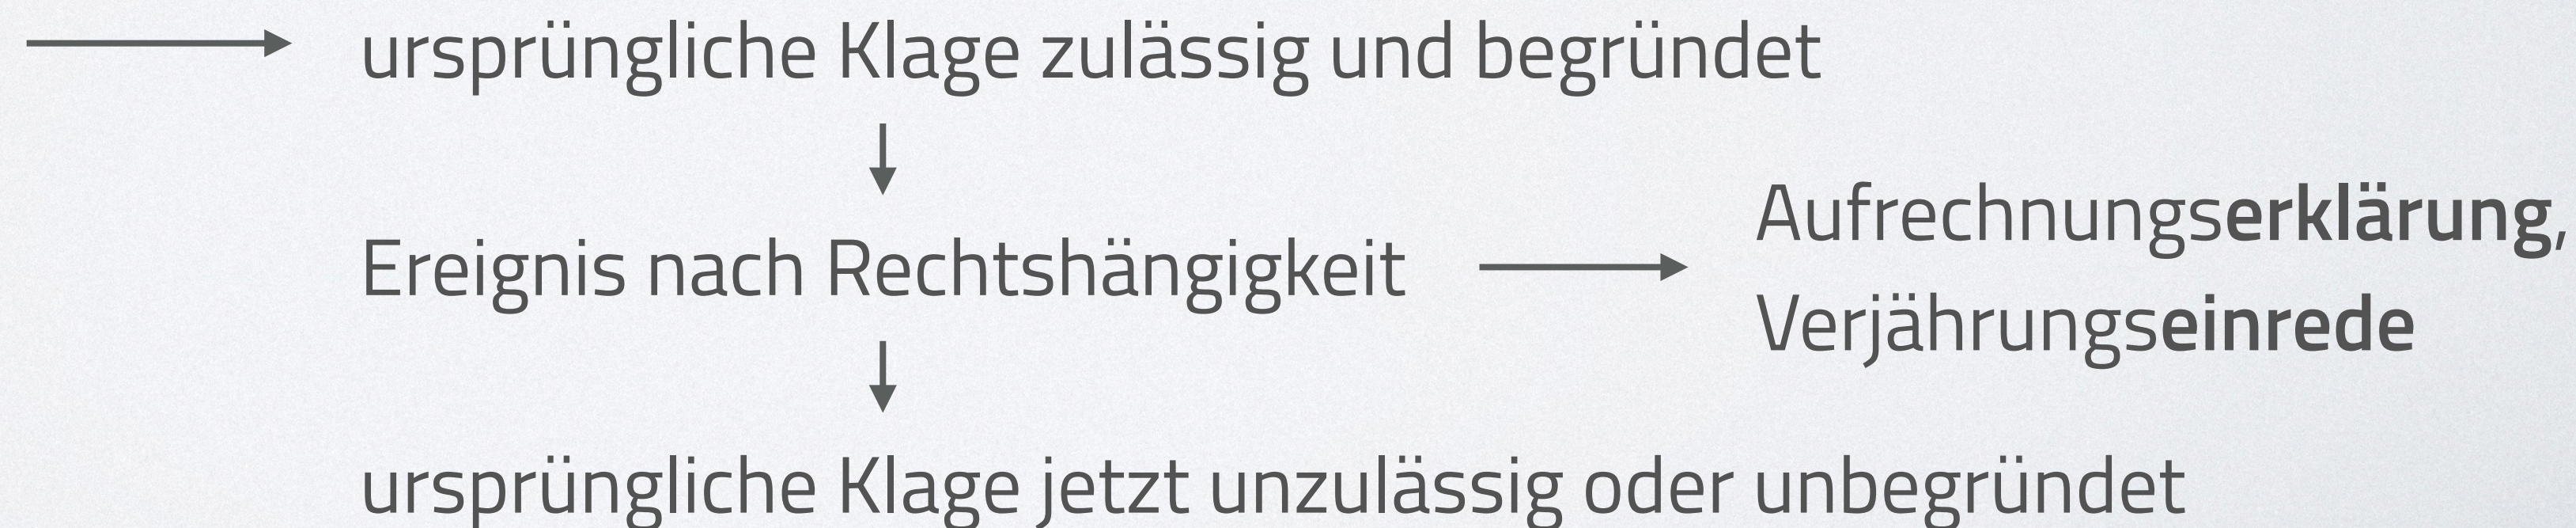 ursprüngliche Klage zulässig und begründet
Ereignis nach Rechtshängigkeit
Aufrechnungserklärung,
Verjährungseinrede
ursprüngliche Klage jetzt unzulässig oder unbegründet